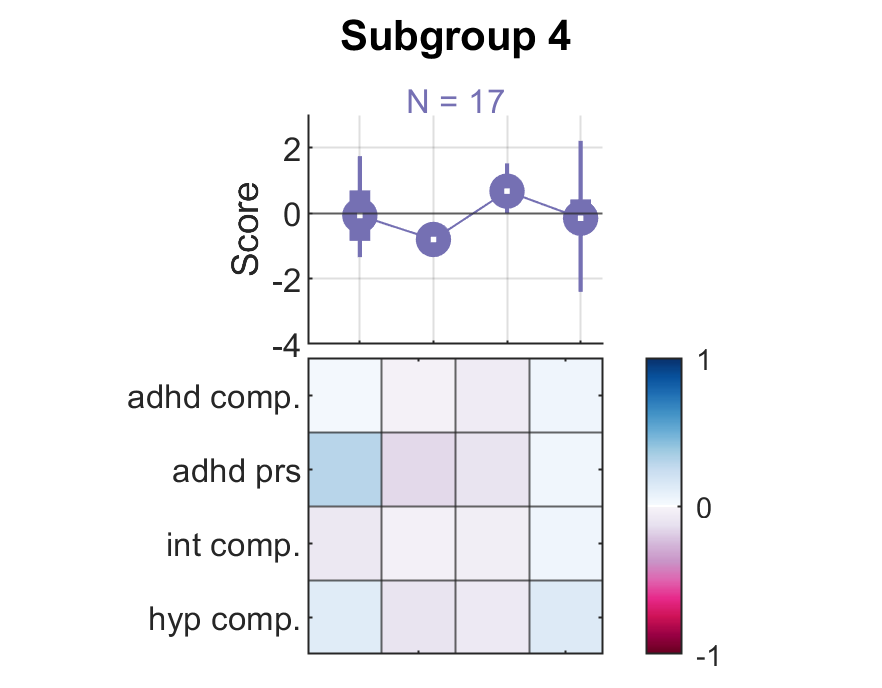 Subgroup 4
N = 17
Score
2
0
-2
-4
adhd comp.
adhd prs
int comp.
hyp comp.
1
0
-1